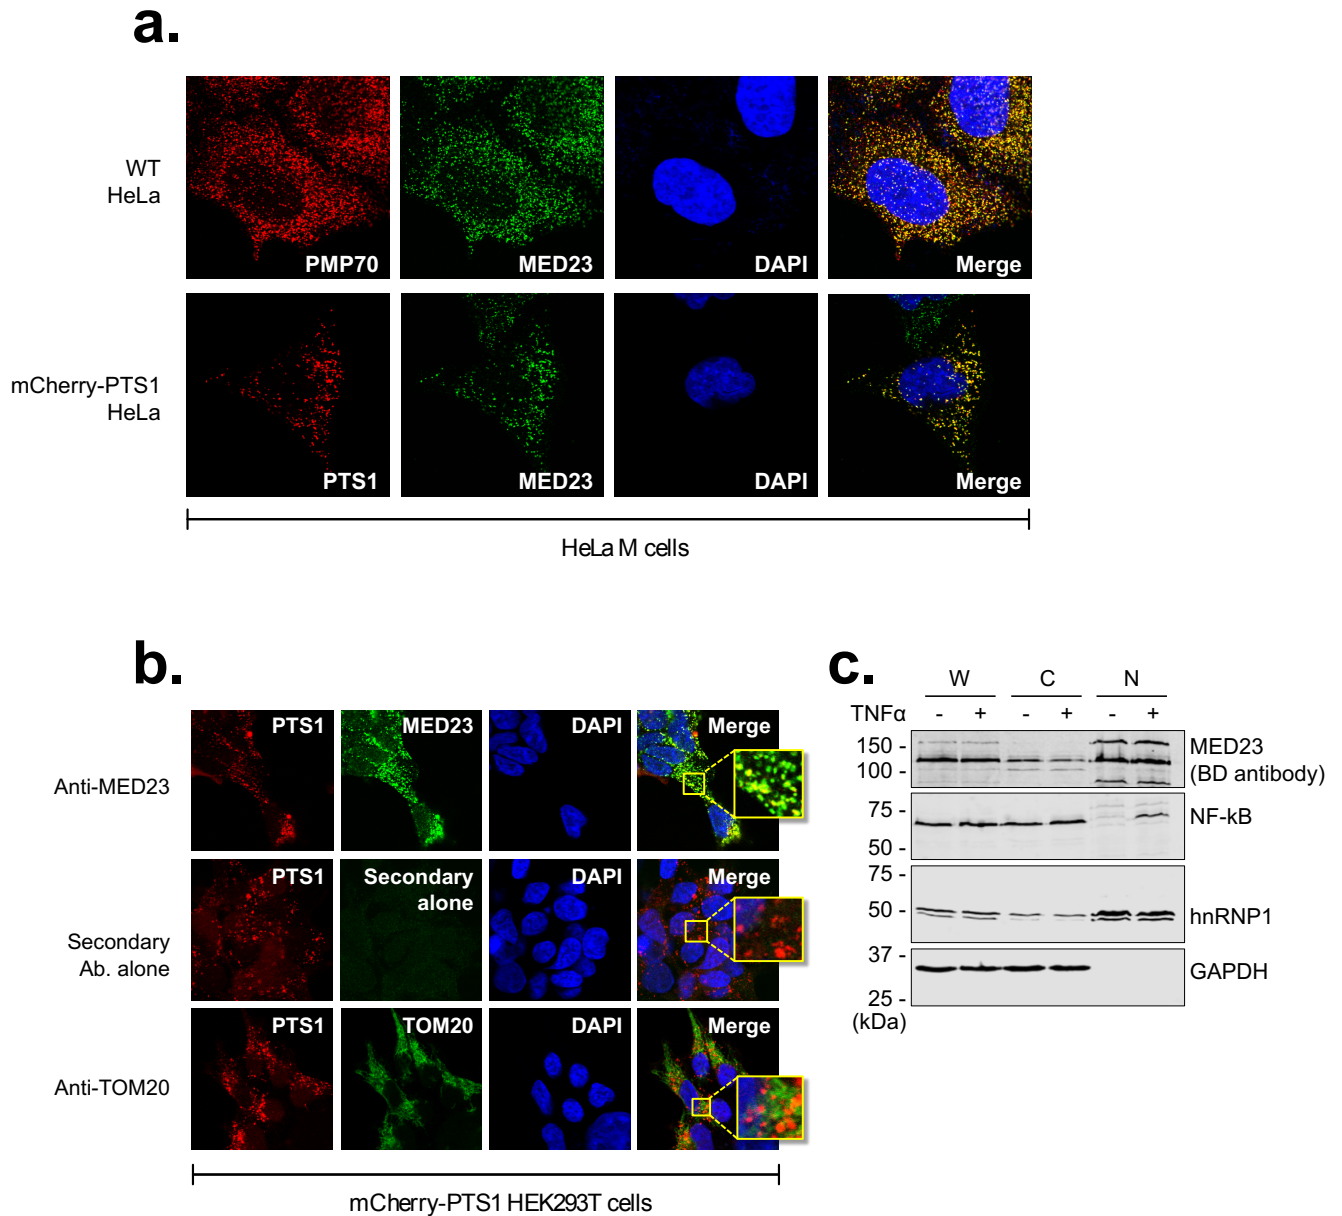 a.
WT
HeLa
PMP70
MED23
DAPI
Merge
mCherry-PTS1
HeLa
PTS1
MED23
DAPI
Merge
HeLa M cells
b.
Anti-MED23
PTS1
MED23
DAPI
Merge
Secondary
Ab. alone
PTS1
Secondary
alone
DAPI
Merge
Anti-TOM20
PTS1
TOM20
DAPI
Merge
mCherry-PTS1 HEK293T cells
c.
W C N
TNFα - + - + - +
150 -
100 -
MED23
(BD antibody)
75 -
50 -
NF-kB
75 -
50 -
hnRNP1
37 -
25 -
(kDa)
GAPDH